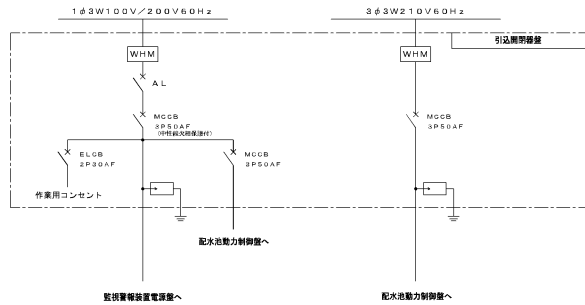 1φ3W100V/200V60Hz
3φ3W210V60Hz
引込開閉器盤
WHM
WHM
AL
MCCB
3P50AF
(中性線欠相保護付)
MCCB
3P50AF
ELCB
2P30AF
MCCB
3P50AF
作業用コンセント
配水池動力制御盤へ
監視警報装置電源盤へ
配水池動力制御盤へ